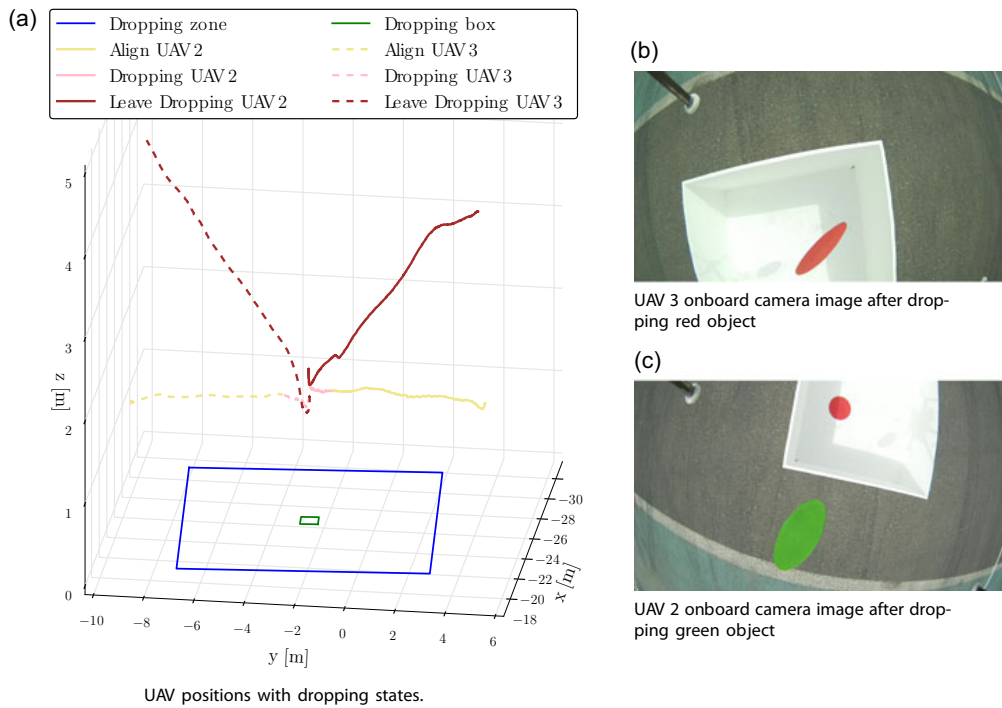 (a)
Dropping zone
Align UAV 2
Dropping UAV 2
Leave Dropping UAV 2
Dropping box
Align UAV 3
Dropping UAV 3
Leave Dropping UAV 3
5
4
3
2
1
0
[m] z
−10 −8 −6 −4 −2 0 2 4 6
y [m]
−30
−28
−26
−24
−22
−20
−18
x [m]
UAV positions with dropping states.
(b)
UAV 3 onboard camera image after drop-
ping red object
(c)
UAV 2 onboard camera image after drop-
ping green object